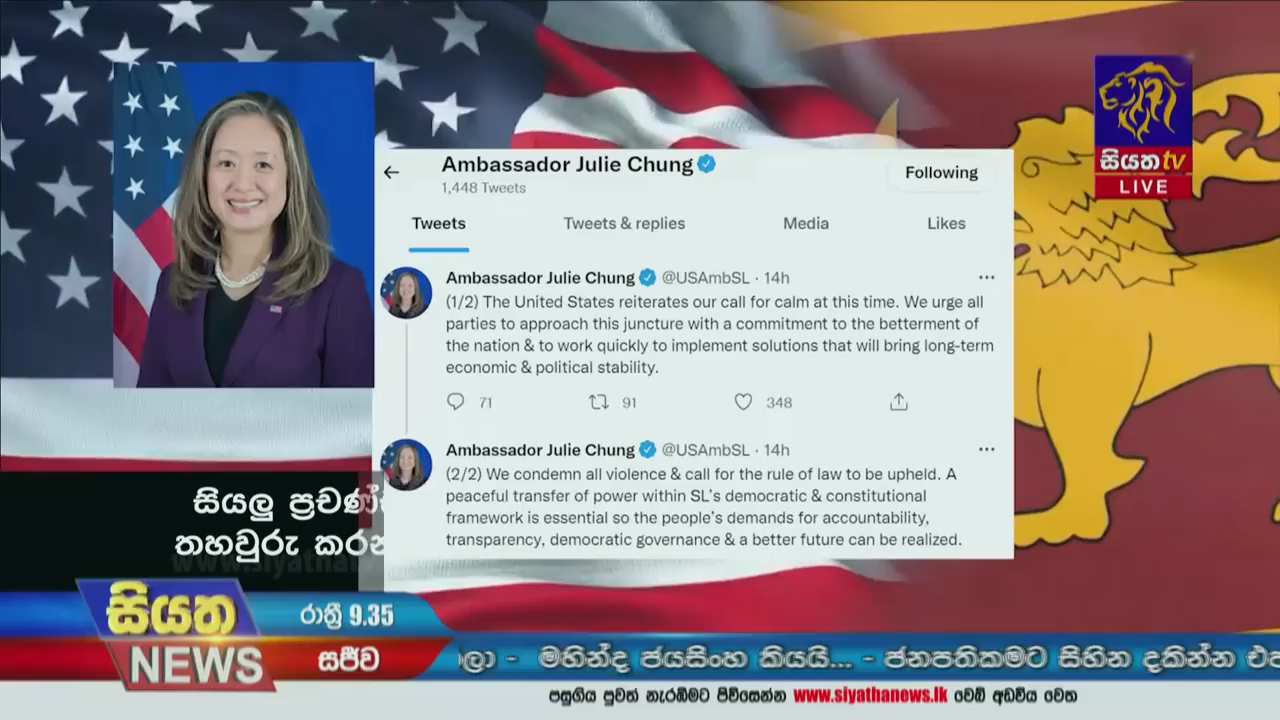 සියත tv
LIVE
Ambassador Julie Chung
1,448 Tweets
Following
Tweets
Tweets & replies
Media
Likes
Ambassador Julie Chung @USAmbSL · 14h
(1/2) The United States reiterates our call for calm at this time. We urge all
parties to approach this juncture with a commitment to the betterment of
the nation & to work quickly to implement solutions that will bring long-term
economic & political stability.
71
91
348
Ambassador Julie Chung @USAmbSL · 14h
(2/2) We condemn all violence & call for the rule of law to be upheld. A
peaceful transfer of power within SL's democratic & constitutional
framework is essential so the people's demands for accountability,
transparency, democratic governance & a better future can be realized.
සියලු
තහවුරු
සියත
NEWS
රාත්‍රී 9.35
සජීව
- මහින්ද ජයසිංහ කියයි... - ජනපතිකමට සිහින දකින්න
පසුගිය පුවත් නැරඹීමට පිවිසෙන්න www.siyathanews.lk වෙබ් අඩවිය වෙත